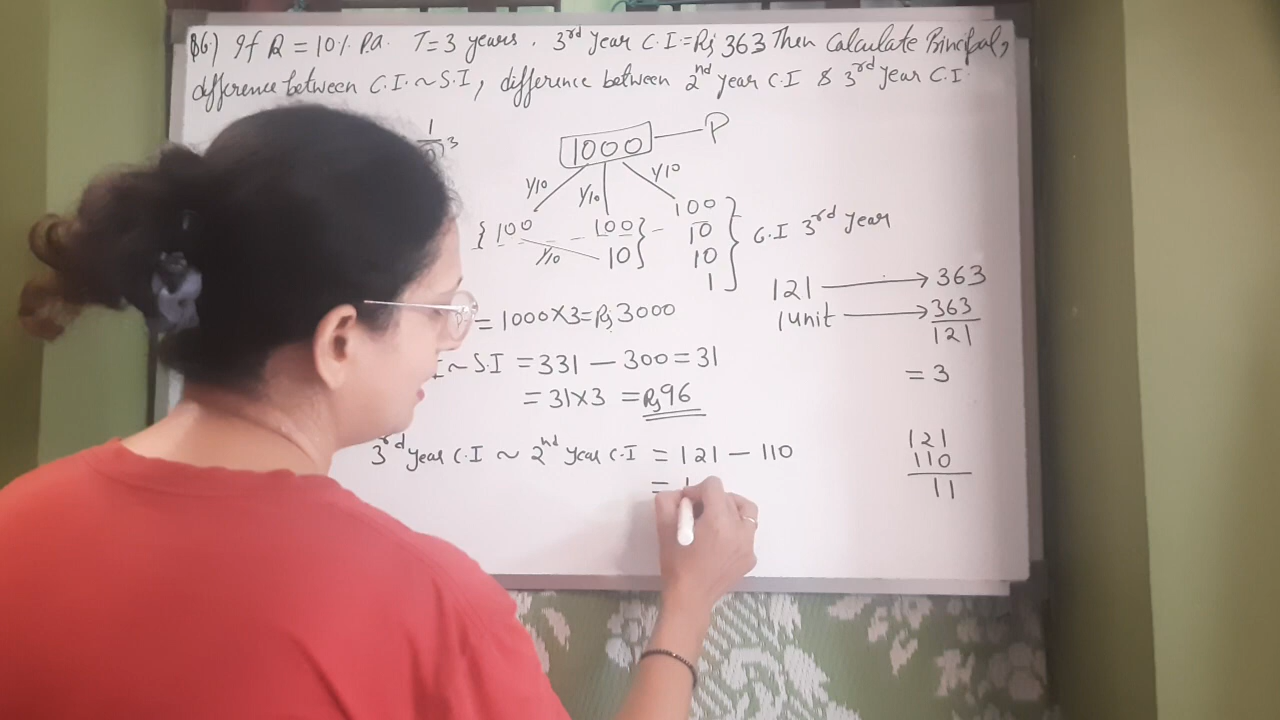 Q6.) If R = 10% P.a. T = 3 years. 3rd Year C.I = Rs 363 Then Calculate Principal,
difference between C.I. ~ S.I, difference between 2nd Year C.I & 3rd Year C.I.
1
3
1000 P
1/10 1/10 1/10
{ 100 - - - 100 } - 100 }
1/10 10 10 C.I 3rd Year
10
1
121 → 363
1 unit → 363
121
= 3
= 1000×3 = Rs 3000
I ~ S.I = 331 — 300 = 31
= 31×3 = Rs 96
3rd Year C.I ~ 2nd Year C.I = 121 — 110
= 1
121
110
11